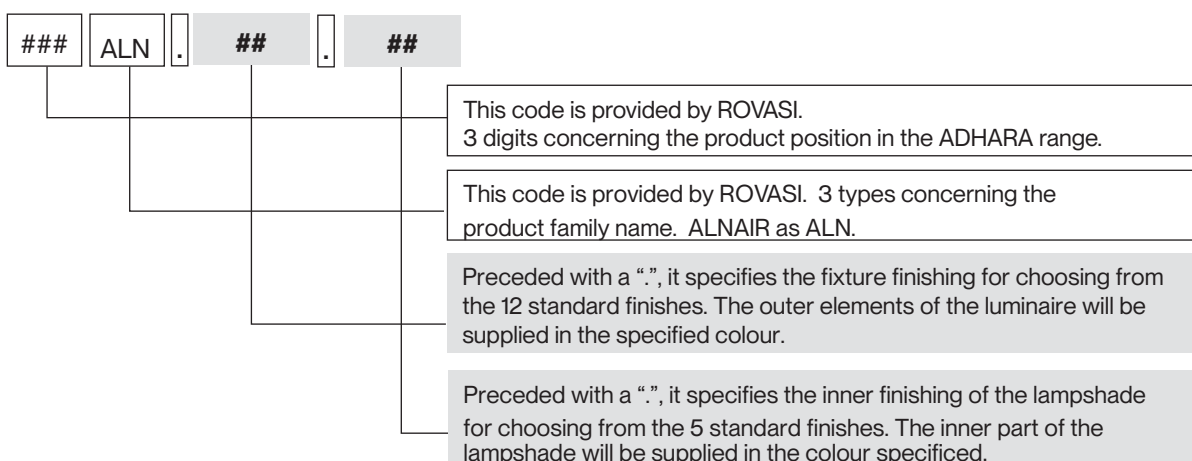 ### ALN . ## . ##
This code is provided by ROVASI.
3 digits concerning the product position in the ADHARA range.
This code is provided by ROVASI.  3 types concerning the
product family name.  ALNAIR as ALN.
Preceded with a “.”, it specifies the fixture finishing for choosing from
the 12 standard finishes. The outer elements of the luminaire will be
supplied in the specified colour.
Preceded with a “.”, it specifies the inner finishing of the lampshade
for choosing from the 5 standard finishes. The inner part of the
lampshade will be supplied in the colour specificed.